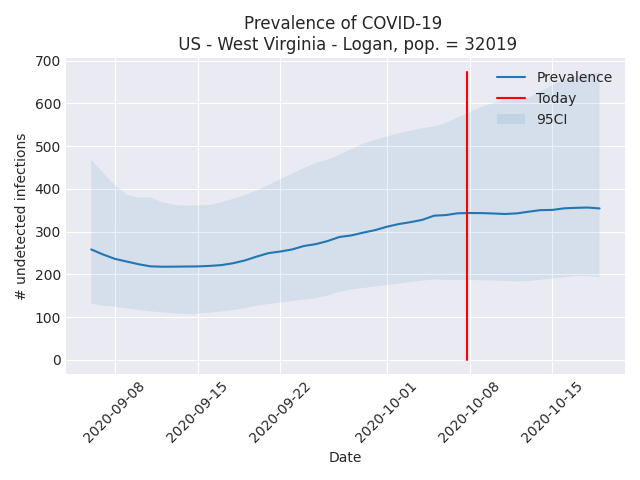 Prevalence of COVID-19
US - West Virginia - Logan, pop. = 32019
Prevalence
Today
95CI
# undetected infections
700
600
500
400
300
200
100
0
2020-09-08
2020-09-15
2020-09-22
2020-10-01
2020-10-08
2020-10-15
Date